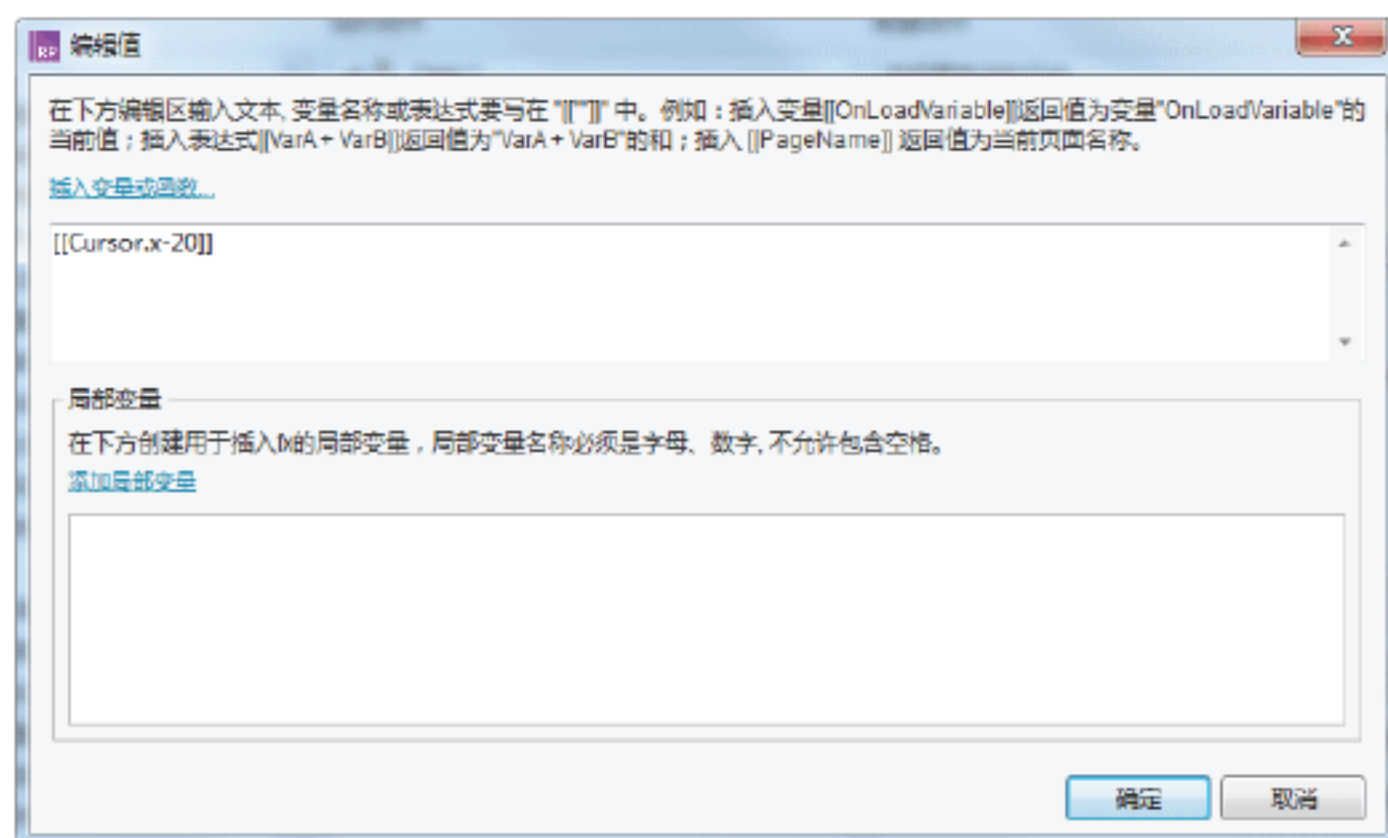 RP 编辑值
在下方编辑区输入文本, 变量名称或表达式要写在 "[[""]]" 中。例如：插入变量[[OnLoadVariable]]返回值为变量"OnLoadVariable"的
当前值；插入表达式[[VarA + VarB]]返回值为"VarA + VarB"的和；插入 [[PageName]] 返回值为当前页面名称。
插入变量或函数...
[[Cursor.x-20]]
局部变量
在下方创建用于插入fx的局部变量，局部变量名称必须是字母、数字, 不允许包含空格。
添加局部变量
确定 取消